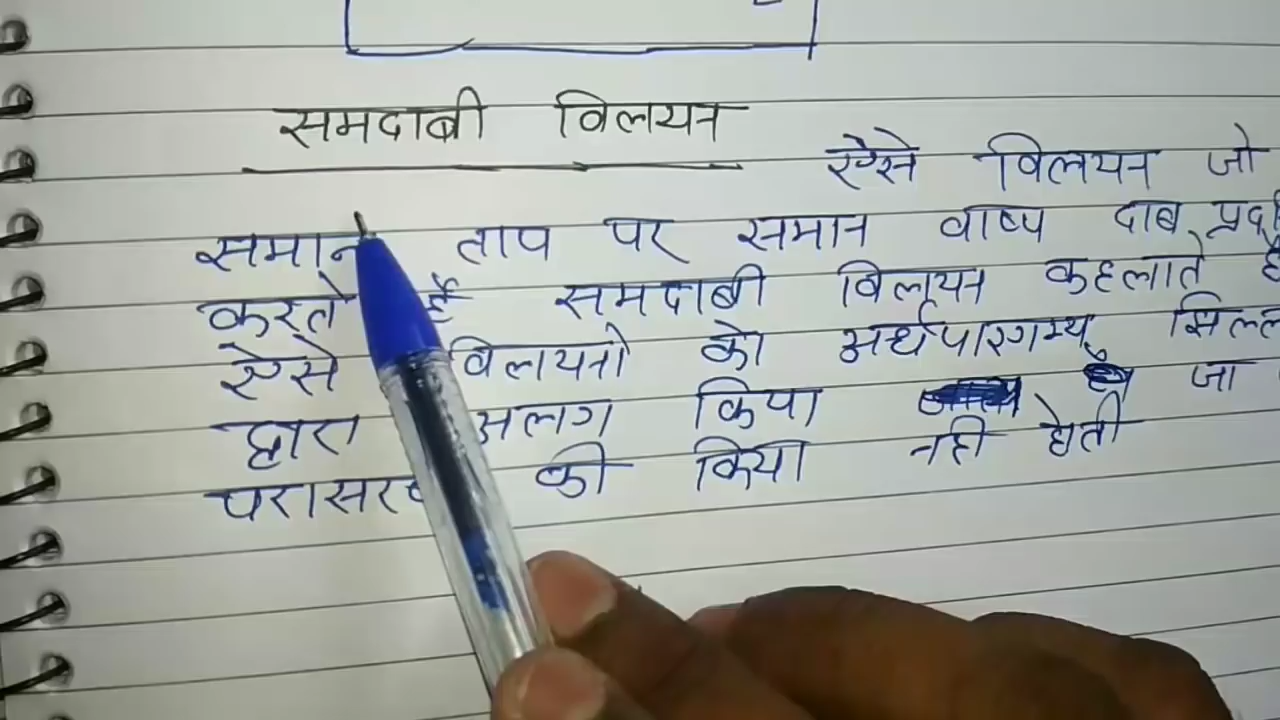 समदाबी विलयन
ऐसे विलयन जो
समान ताप पर समान वाष्प दाब
करते है समदाबी विलयन कहलाते
ऐसे विलयनो को अर्धपारगम्य
द्वारा अलग किया जा
की क्रिया नही होती